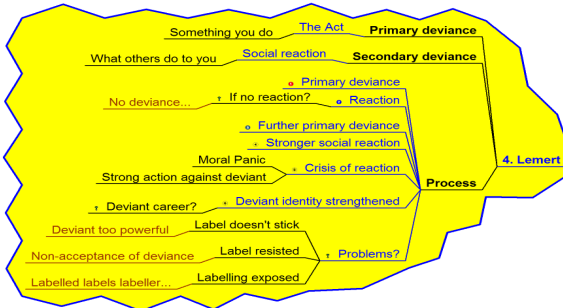 Something you do The Act Primary deviance
What others do to you Social reaction Secondary deviance
Primary deviance
No deviance... If no reaction? Reaction
Further primary deviance
Stronger social reaction
Moral Panic
Crisis of reaction
Strong action against deviant
4. Lemert
Process
Deviant career? Deviant identity strengthened
Deviant too powerful Label doesn't stick
Non-acceptance of deviance Label resisted Problems?
Labelled labels labeller... Labelling exposed